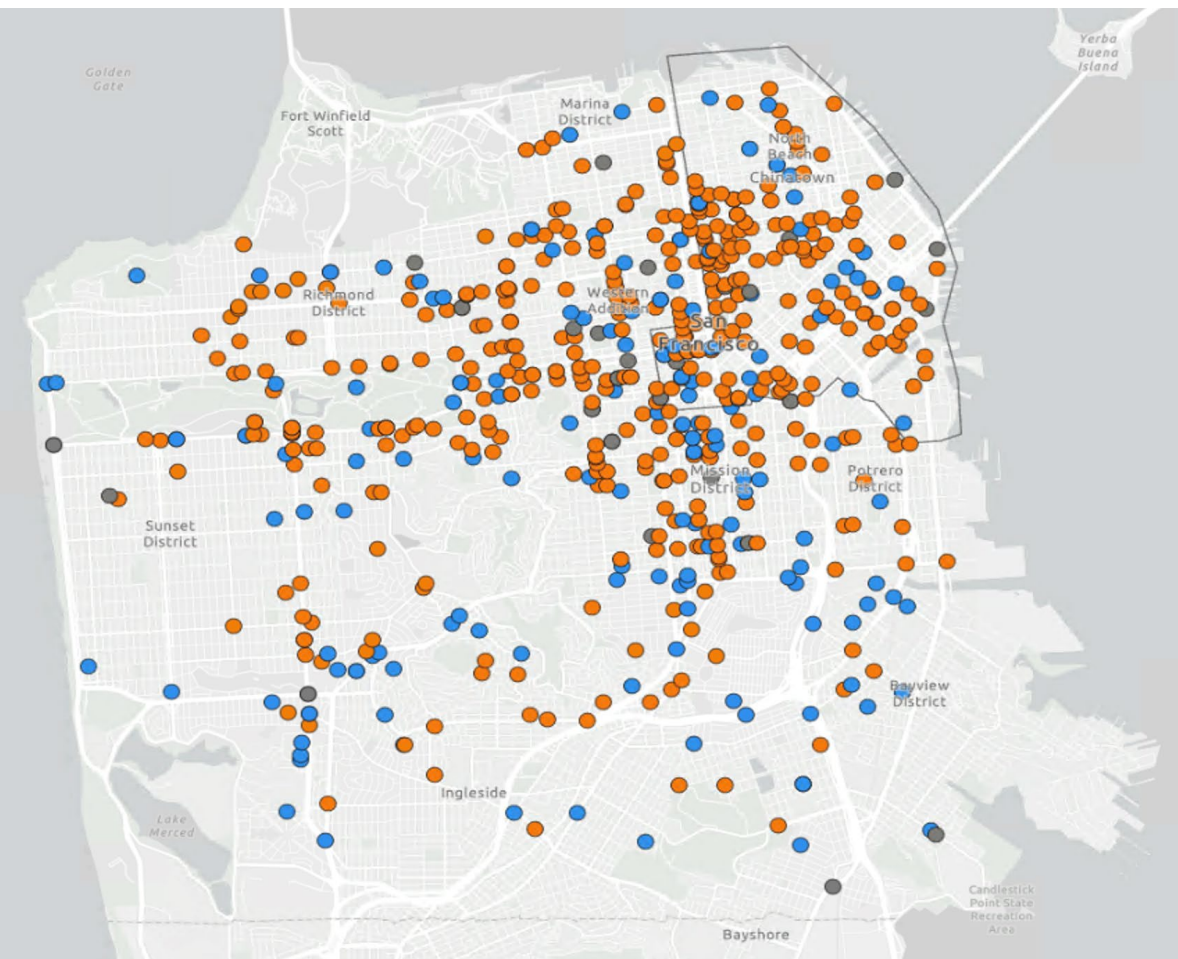 Golden
Gate
Yerba
Buena
Island
Fort Winfield
Scott
Marina
District
North
Beach
Chinatown
Richmond
District
Western
Addition
San
Francisco
Mission
District
Potrero
District
Sunset
District
Bayview
District
Ingleside
Lake
Merced
Candlestick
Point State
Recreation
Area
Bayshore